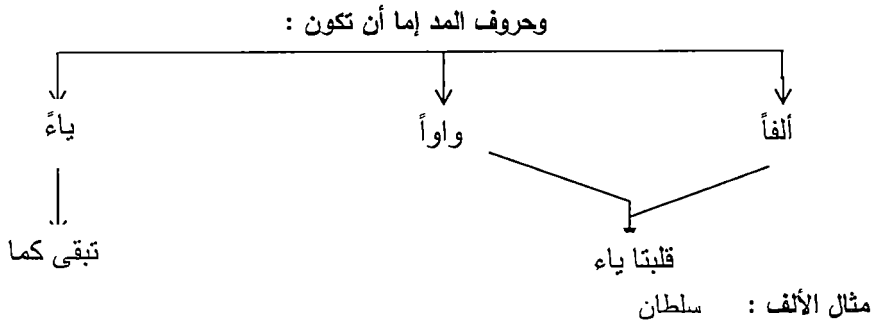 وحروف المد إما أن تكون :
ألفاً واواً ياءً
قلبتا ياء تبقى كما
مثال الألف : سلطان